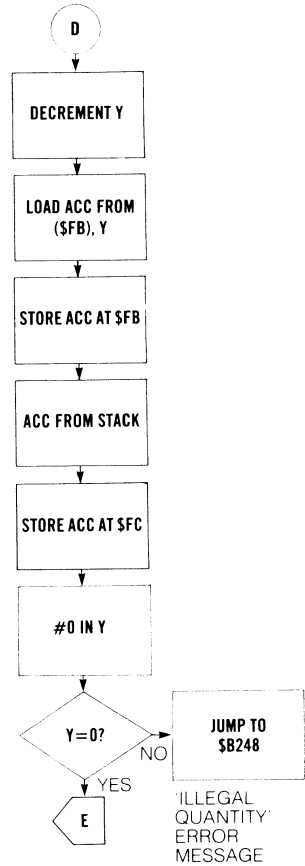 D
DECREMENT Y
LOAD ACC FROM
($FB), Y
STORE ACC AT $FB
ACC FROM STACK
STORE ACC AT $FC
#0 IN Y
Y=0?
NO
JUMP TO
$B248
YES
E
'ILLEGAL
QUANTITY'
ERROR
MESSAGE